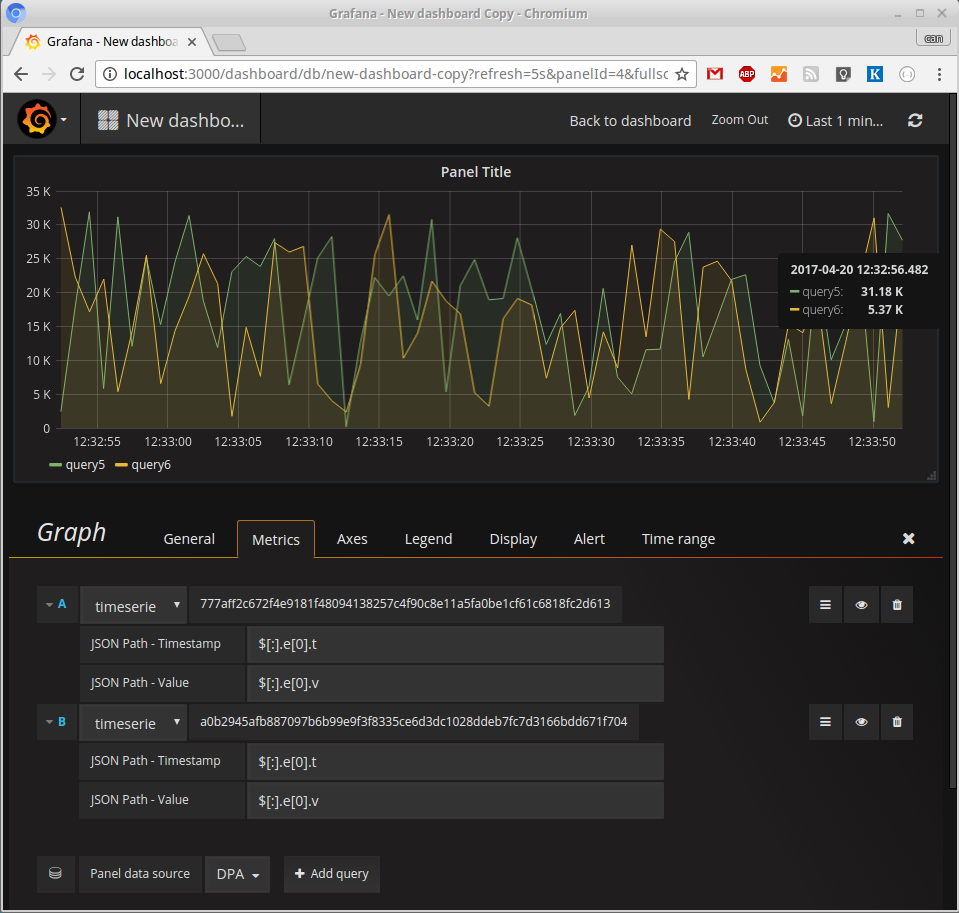 Grafana - New dashboard Copy - Chromium
Grafana - New dashboa
can
localhost:3000/dashboard/db/new-dashboard-copy?refresh=5s&panelId=4&fullsc
ABP
K
New dashbo...
Back to dashboard
Zoom Out
Last 1 min...
Panel Title
35 K
30 K
25 K
20 K
15 K
10 K
5 K
0
2017-04-20 12:32:56.482
query5: 31.18 K
query6: 5.37 K
12:32:55 12:33:00 12:33:05 12:33:10 12:33:15 12:33:20 12:33:25 12:33:30 12:33:35 12:33:40 12:33:45 12:33:50
query5 query6
Graph
General Metrics Axes Legend Display Alert Time range
A timeserie 777aff2c672f4e9181f48094138257c4f90c8e11a5fa0be1cf61c6818fc2d613
JSON Path - Timestamp $[:].e[0].t
JSON Path - Value $[:].e[0].v
B timeserie a0b2945afb887097b6b99e9f3f8335ce6d3dc1028ddeb7fc7d3166bdd671f704
JSON Path - Timestamp $[:].e[0].t
JSON Path - Value $[:].e[0].v
Panel data source DPA + Add query